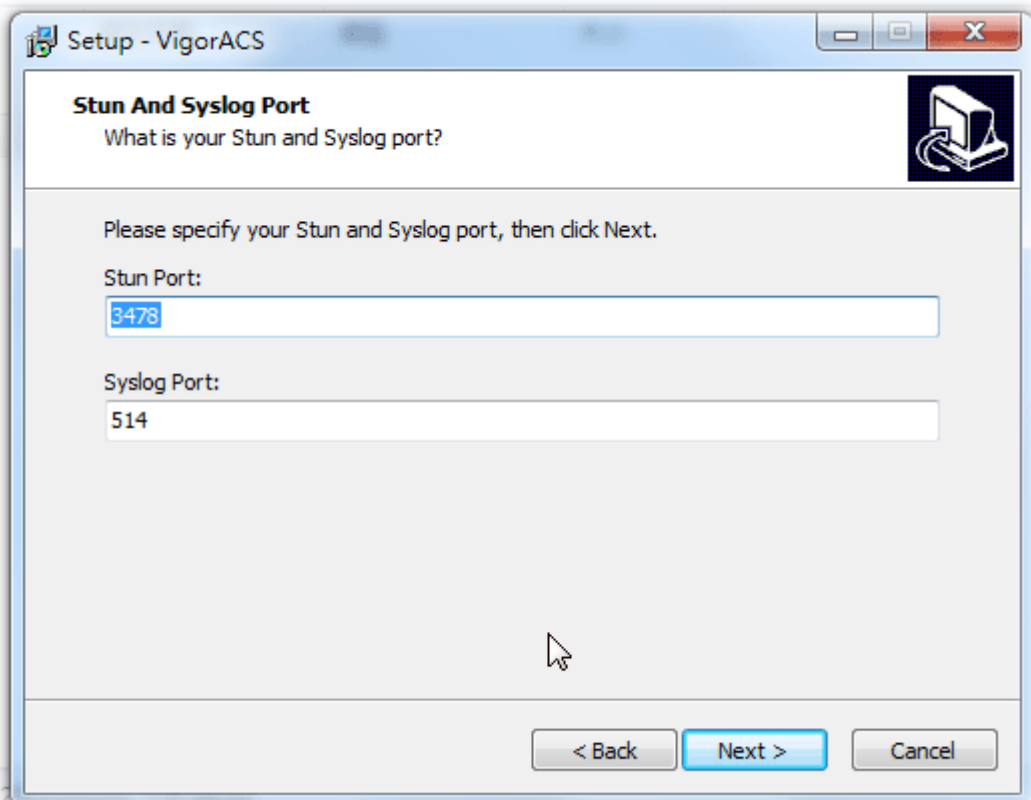 Setup - VigorACS
Stun And Syslog Port
What is your Stun and Syslog port?
Please specify your Stun and Syslog port, then click Next.
Stun Port:
3478
Syslog Port:
514
< Back
Next >
Cancel